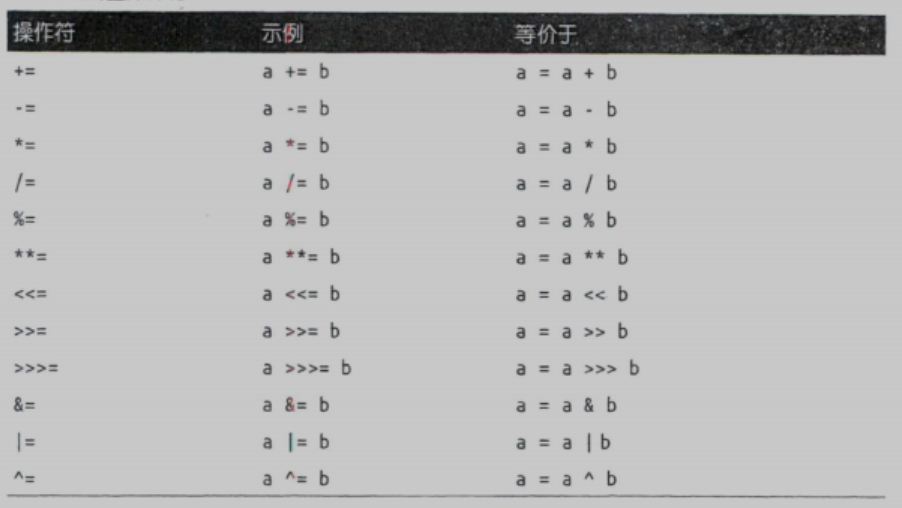 操作符 示例 等价于
+= a += b a = a + b
-= a -= b a = a - b
*= a *= b a = a * b
/= a /= b a = a / b
%= a %= b a = a % b
**= a **= b a = a ** b
<<= a <<= b a = a << b
>>= a >>= b a = a >> b
>>>= a >>>= b a = a >>> b
&= a &= b a = a & b
|= a |= b a = a | b
^= a ^= b a = a ^ b